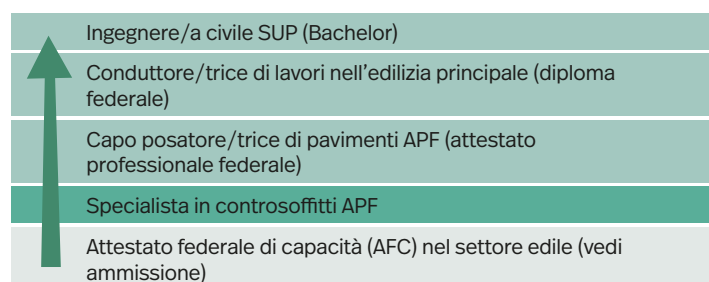 Ingegnere/a civile SUP (Bachelor)
Conduttore/trice di lavori nell'edilizia principale (diploma
federale)
Capo posatore/trice di pavimenti APF (attestato
professionale federale)
Specialista in controsoffitti APF
Attestato federale di capacità (AFC) nel settore edile (vedi
ammissione)